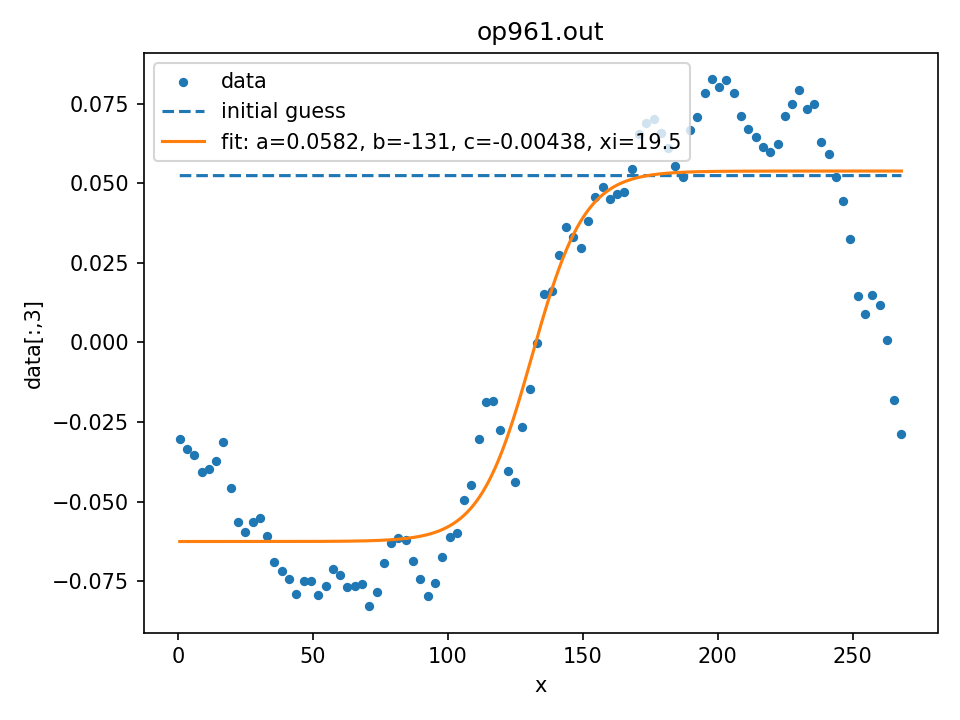 op961.out
data
initial guess
fit: a=0.0582, b=-131, c=-0.00438, xi=19.5
0.075
0.050
0.025
0.000
−0.025
−0.050
−0.075
data[:,3]
0 50 100 150 200 250
x